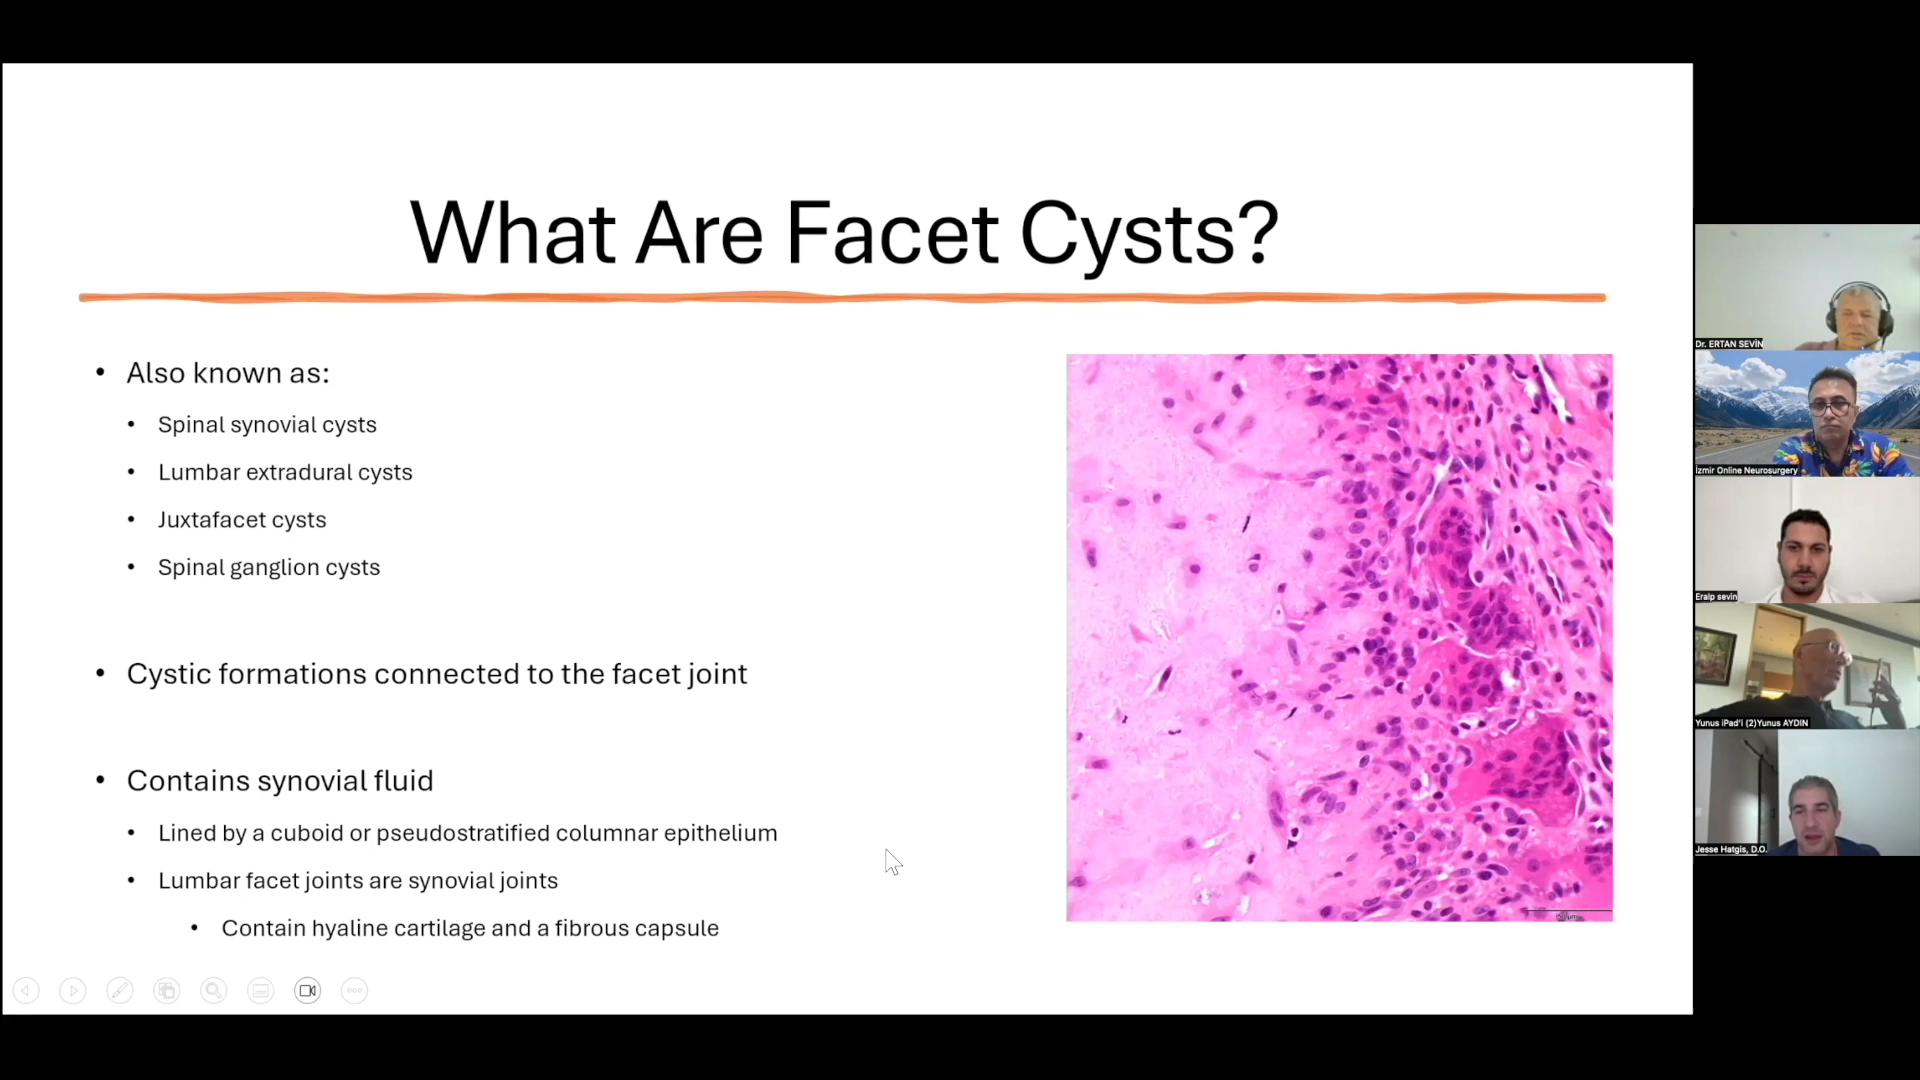 What Are Facet Cysts?
• Also known as:
• Spinal synovial cysts
• Lumbar extradural cysts
• Juxtafacet cysts
• Spinal ganglion cysts
• Cystic formations connected to the facet joint
• Contains synovial fluid
• Lined by a cuboid or pseudostratified columnar epithelium
• Lumbar facet joints are synovial joints
• Contain hyaline cartilage and a fibrous capsule
Dr. ERTAN SEVİN
İzmir Online Neurosurgery
Eralp sevin
Yunus iPad'i (2)Yunus AYDIN
Jesse Hatgis, D.O.